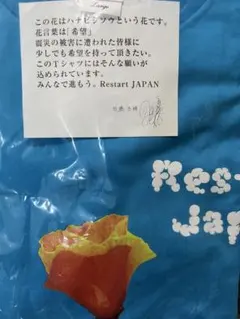 Large
この花はハナビシソウという花です。
花言葉は「希望」
震災の被害に遭われた皆様に
少しでも希望を持って頂きたい。
このTシャツにはそんな願いが
込められています。
みんなで進もう。Restart JAPAN
Res
Ja